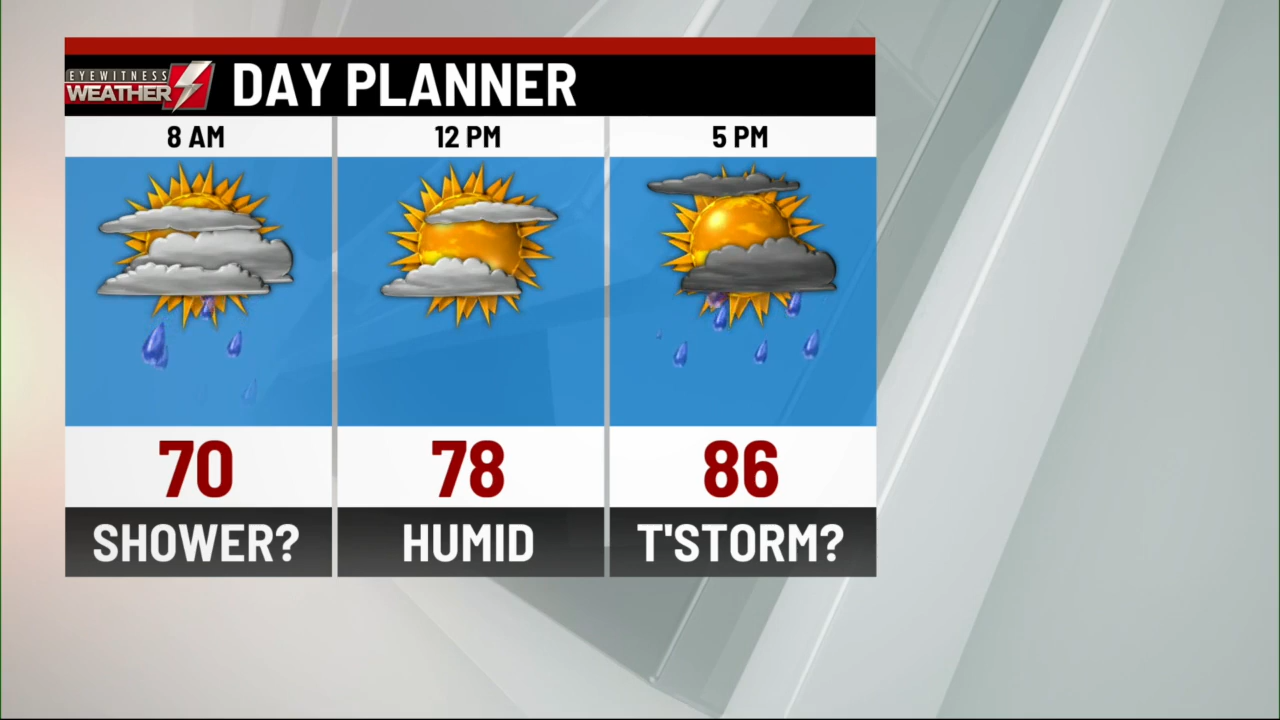 EYEWITNESS
WEATHER
DAY PLANNER
8 AM
12 PM
5 PM
70
78
86
SHOWER?
HUMID
T'STORM?